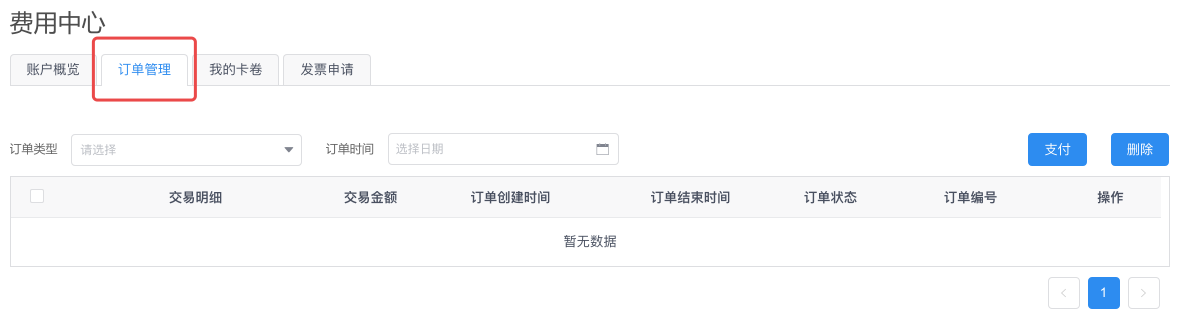 费用中心
账户概览 订单管理 我的卡卷 发票申请
订单类型 请选择 订单时间 选择日期 支付 删除
交易明细 交易金额 订单创建时间 订单结束时间 订单状态 订单编号 操作
暂无数据
1